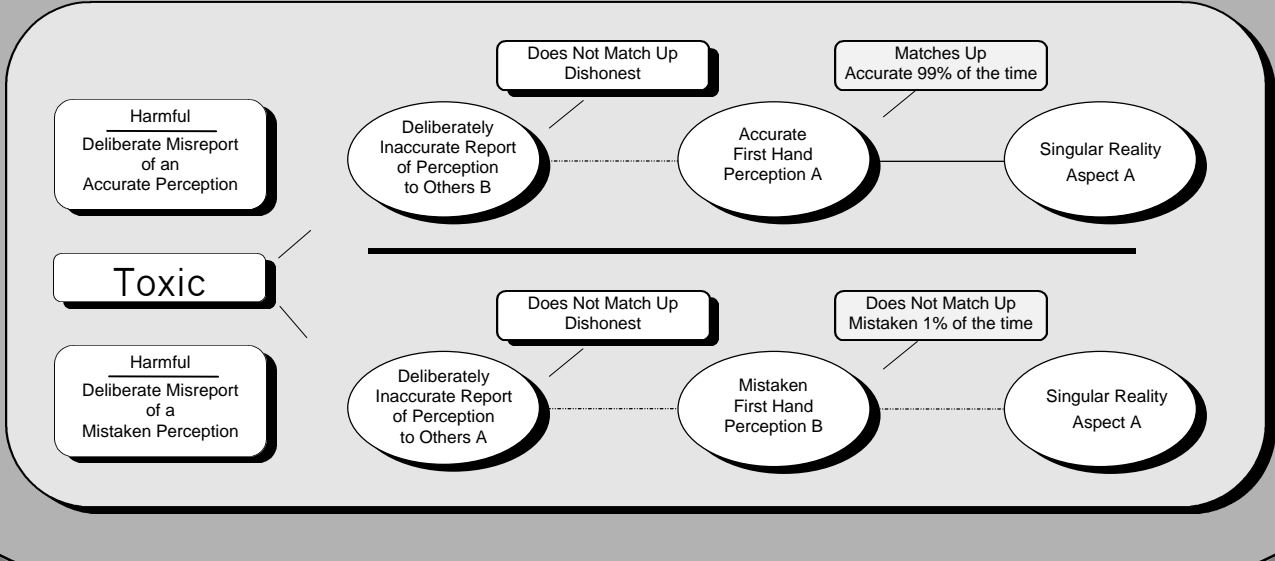 Does Not Match Up
Dishonest
Matches Up
Accurate 99% of the time
Harmful
Deliberate Misreport
of an
Accurate Perception
Deliberately
Inaccurate Report
of Perception
to Others B
Accurate
First Hand
Perception A
Singular Reality
Aspect A
Toxic
Does Not Match Up
Dishonest
Does Not Match Up
Mistaken 1% of the time
Harmful
Deliberate Misreport
of a
Mistaken Perception
Deliberately
Inaccurate Report
of Perception
to Others A
Mistaken
First Hand
Perception B
Singular Reality
Aspect A